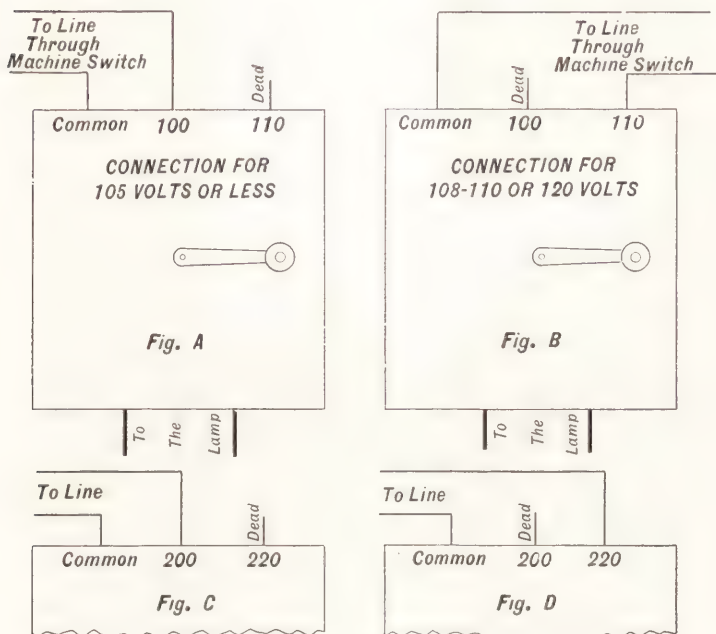 To Line
Through
Machine Switch
Dead
Common 100 110
CONNECTION FOR
105 VOLTS OR LESS
Fig. A
To The Lamp
To Line
Through
Machine Switch
Dead
Common 100 110
CONNECTION FOR
108-110 OR 120 VOLTS
Fig. B
To The Lamp
To Line
Dead
Common 200 220
Fig. C
To Line
Dead
Common 200 220
Fig. D